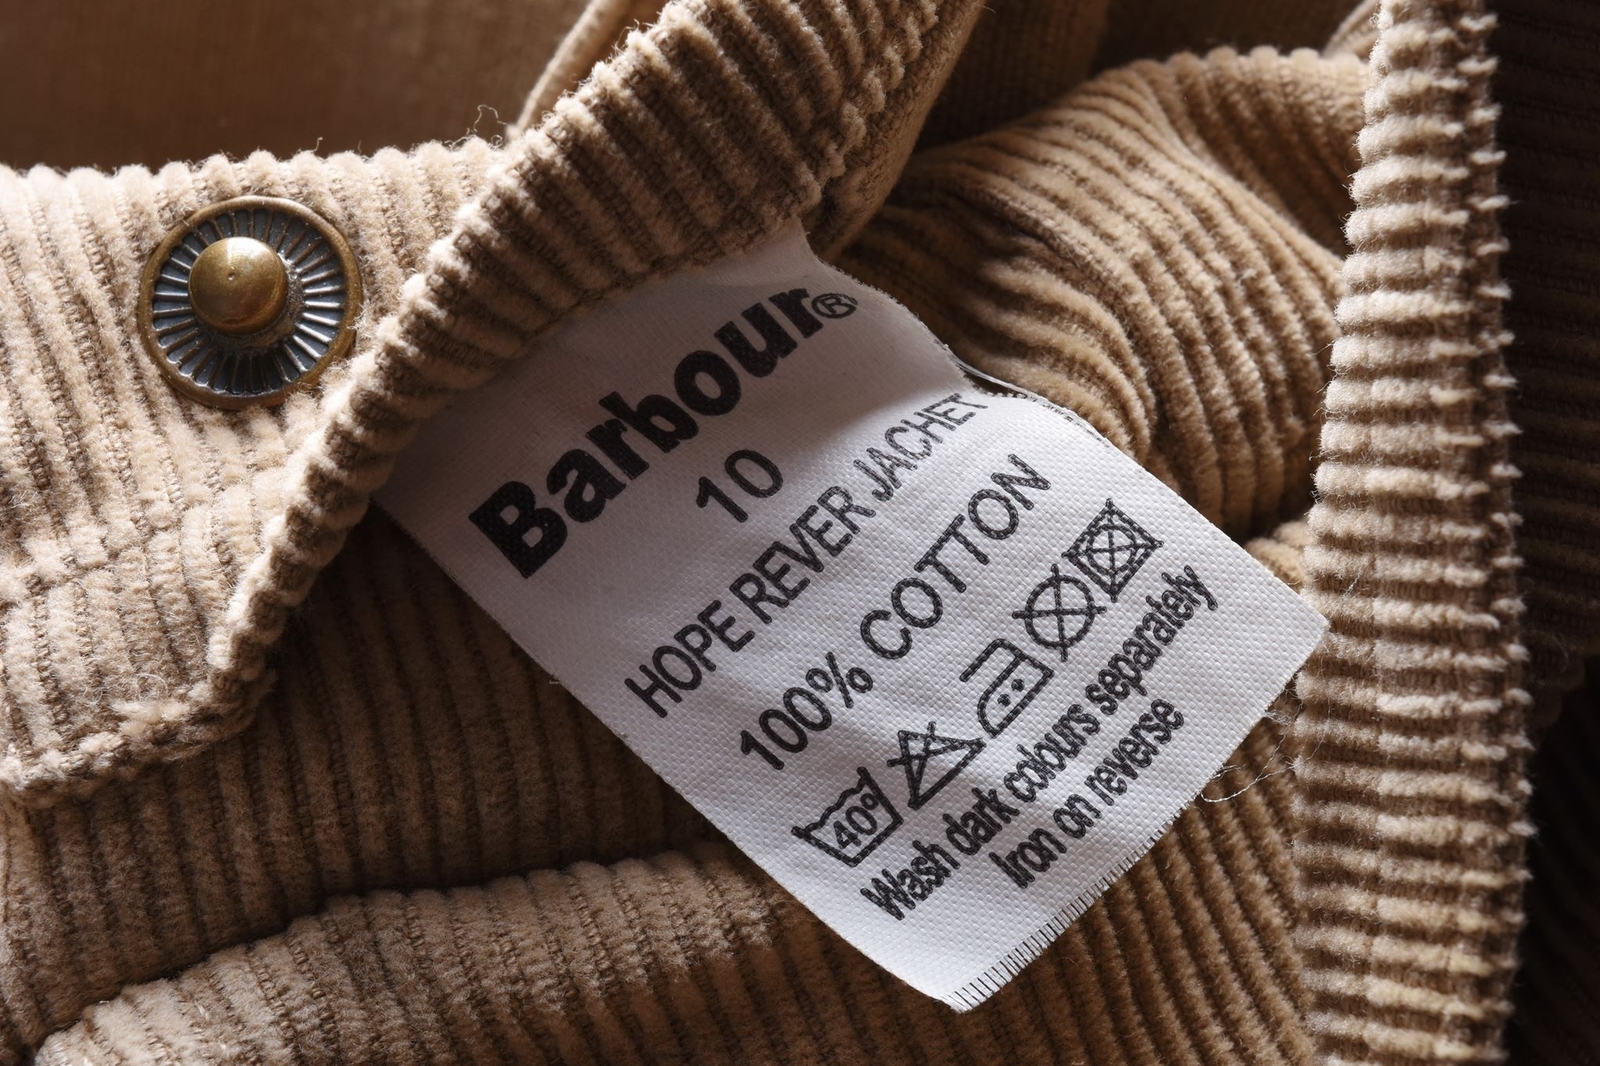 Barbour®
10
HOPE REVER JACHET
100% COTTON
40°
Wash dark colours separately
Iron on reverse